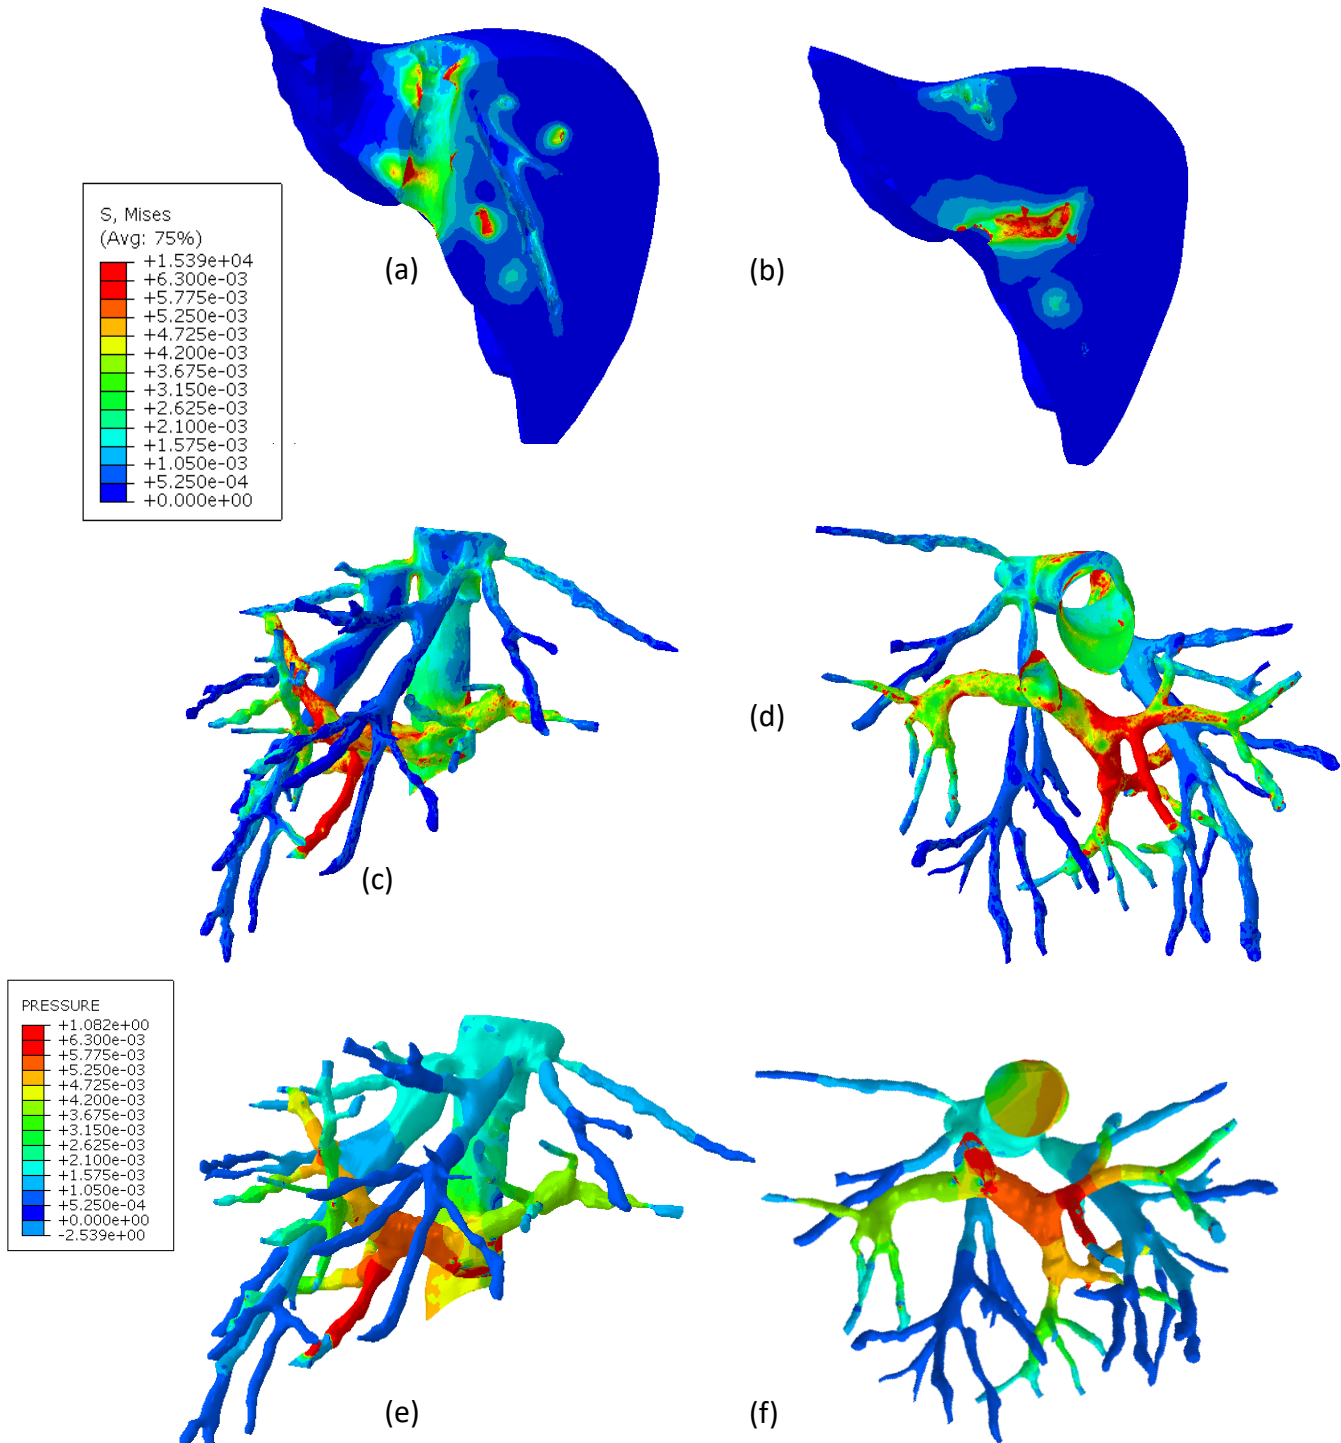 (a)
(b)
S, Mises
(Avg: 75%)
+1.539e+04
+6.300e-03
+5.775e-03
+5.250e-03
+4.725e-03
+4.200e-03
+3.675e-03
+3.150e-03
+2.625e-03
+2.100e-03
+1.575e-03
+1.050e-03
+5.250e-04
+0.000e+00
(c)
(d)
PRESSURE
+1.082e+00
+6.300e-03
+5.775e-03
+5.250e-03
+4.725e-03
+4.200e-03
+3.675e-03
+3.150e-03
+2.625e-03
+2.100e-03
+1.575e-03
+1.050e-03
+5.250e-04
+0.000e+00
-2.539e+00
(e)
(f)